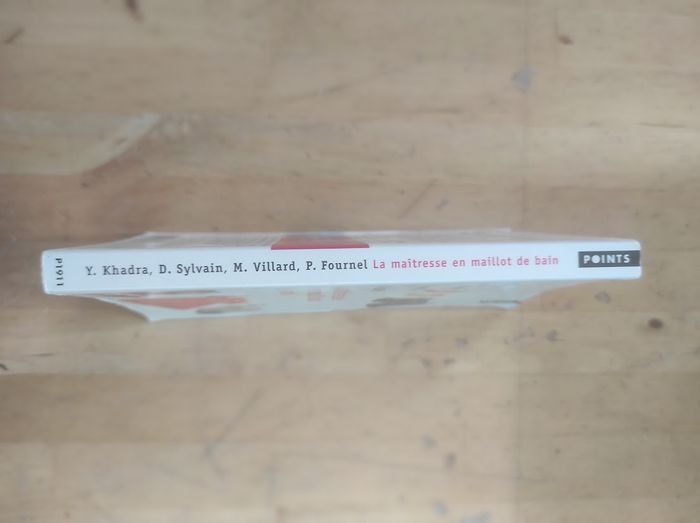 P1911
Y. Khadra, D. Sylvain, M. Villard, P. Fournel La maîtresse en maillot de bain
POINTS